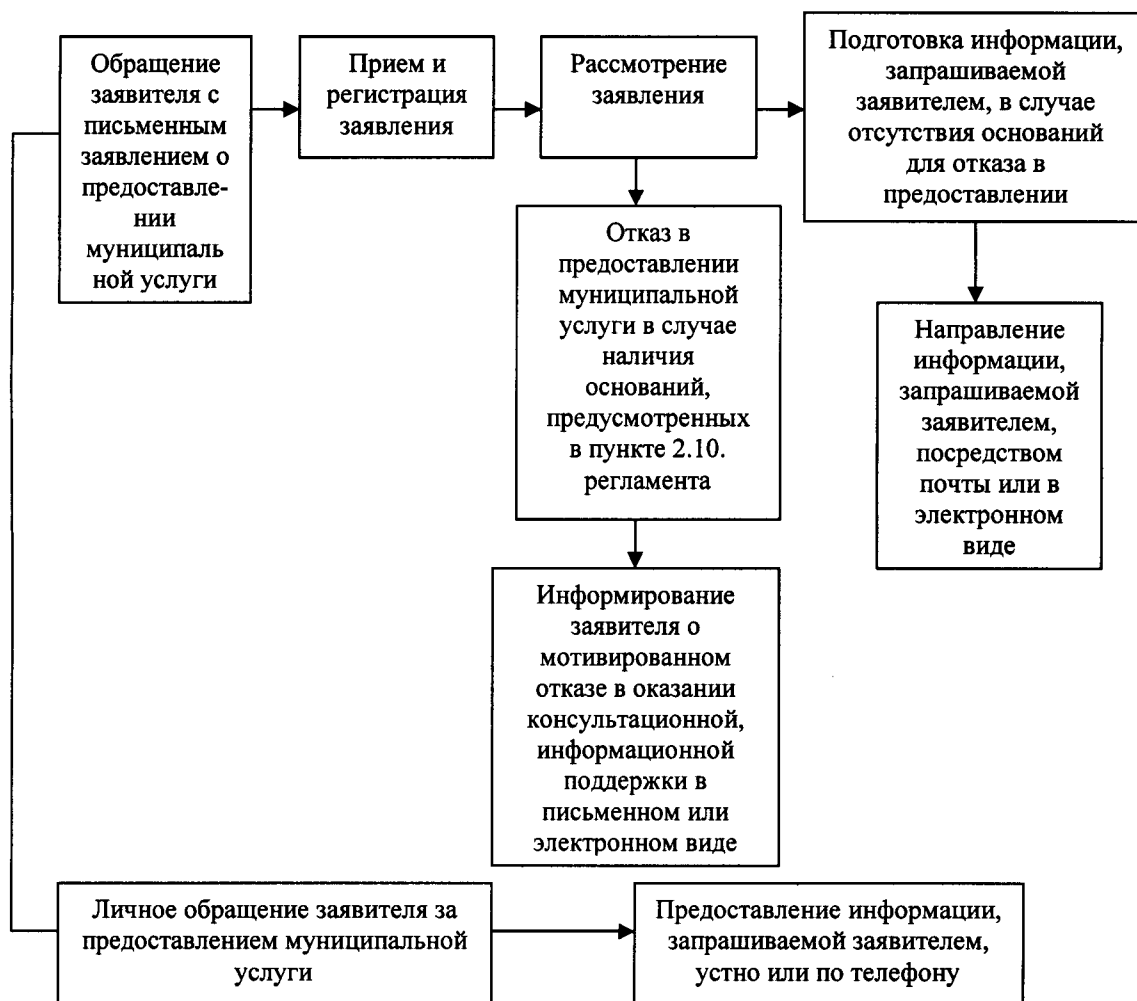 Обращение
заявителя с
письменным
заявлением о
предоставле-
нии
муниципаль
ной услуги
Прием и
регистрация
заявления
Рассмотрение
заявления
Подготовка информации,
запрашиваемой
заявителем, в случае
отсутствия оснований
для отказа в
предоставлении
Отказ в
предоставлении
муниципальной
услуги в случае
наличия
оснований,
предусмотренных
в пункте 2.10.
регламента
Направление
информации,
запрашиваемой
заявителем,
посредством
почты или в
электронном
виде
Информирование
заявителя о
мотивированном
отказе в оказании
консультационной,
информационной
поддержки в
письменном или
электронном виде
Личное обращение заявителя за
предоставлением муниципальной
услуги
Предоставление информации,
запрашиваемой заявителем,
устно или по телефону